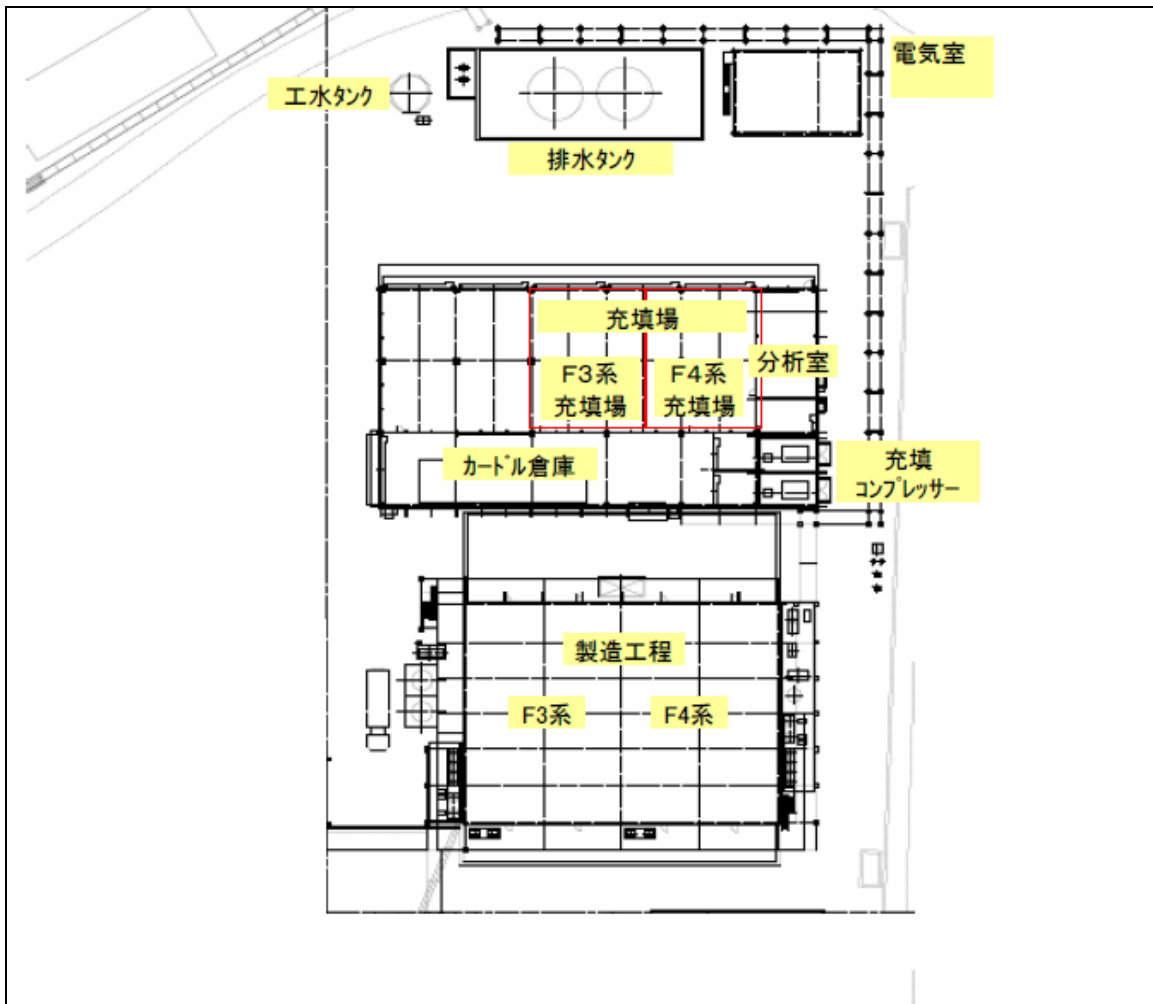 電気室
工水タンク
排水タンク
充填場
F3系
充填場
F4系
充填場
分析室
カードル倉庫
充填
コンプレッサー
製造工程
F3系
F4系